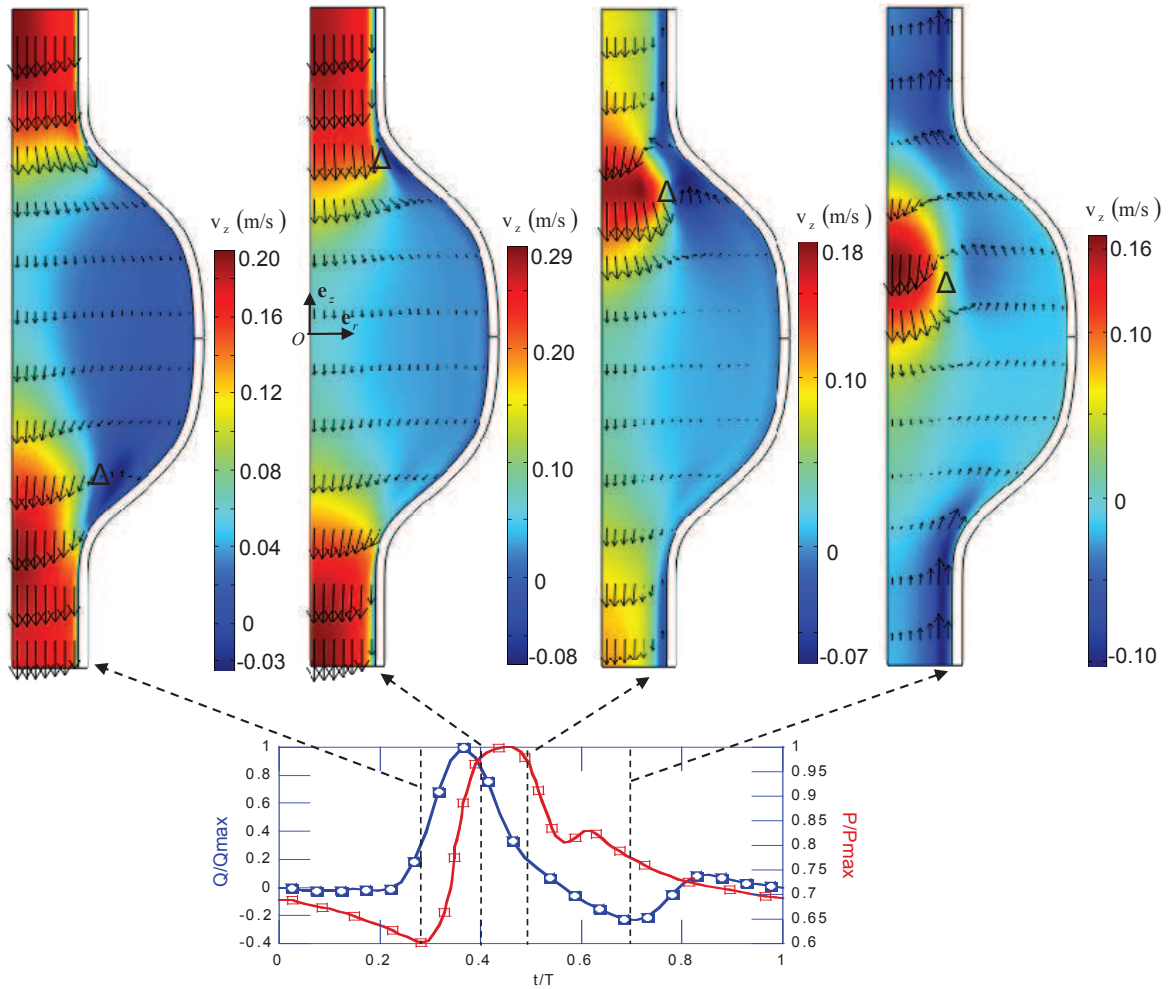 v_z (m/s)
0.20
0.16
0.12
0.08
0.04
0
-0.03
Δ
v_z (m/s)
0.29
0.20
0.10
0
-0.08
Δ
e_z
O
e_r
v_z (m/s)
0.18
0.10
0
-0.07
Δ
v_z (m/s)
0.16
0.10
0
-0.10
Δ
Q/Qmax
1
0.8
0.6
0.4
0.2
0
-0.2
-0.4
P/Pmax
1
0.95
0.9
0.85
0.8
0.75
0.7
0.65
0.6
0 0.2 0.4 0.6 0.8 1
t/T